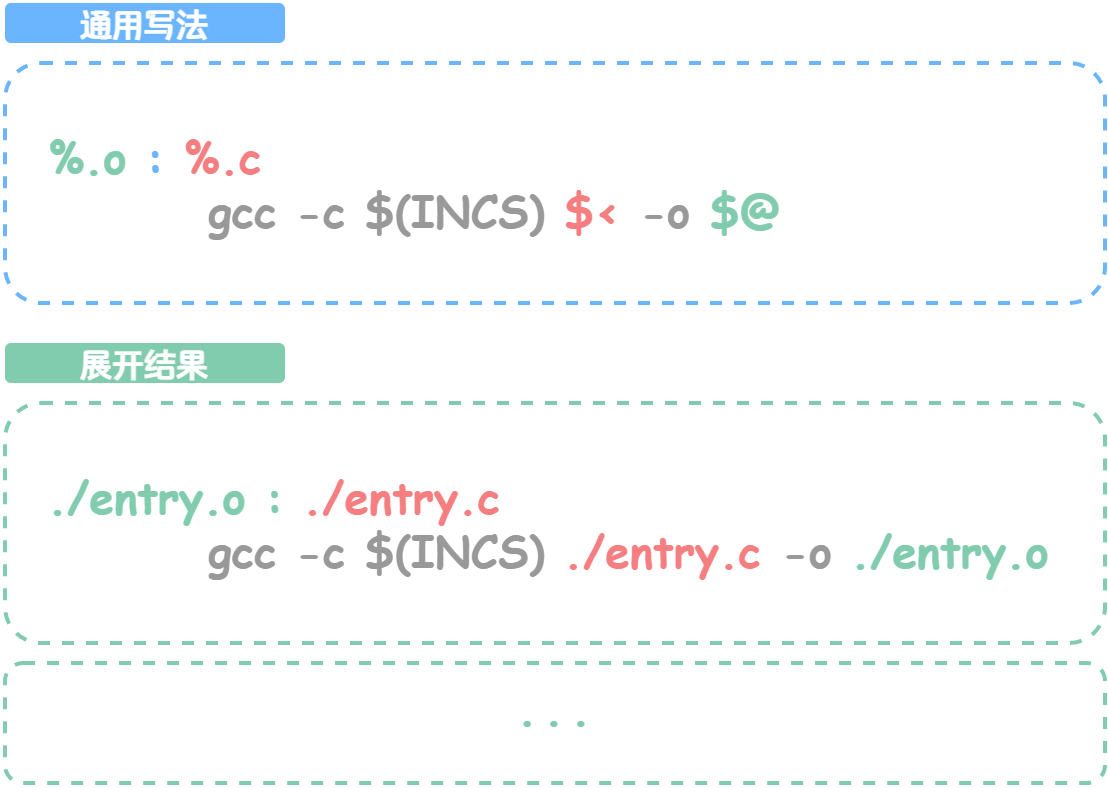 通用写法
%.o : %.c
gcc -c $(INCS) $< -o $@
展开结果
./entry.o : ./entry.c
gcc -c $(INCS) ./entry.c -o ./entry.o
...